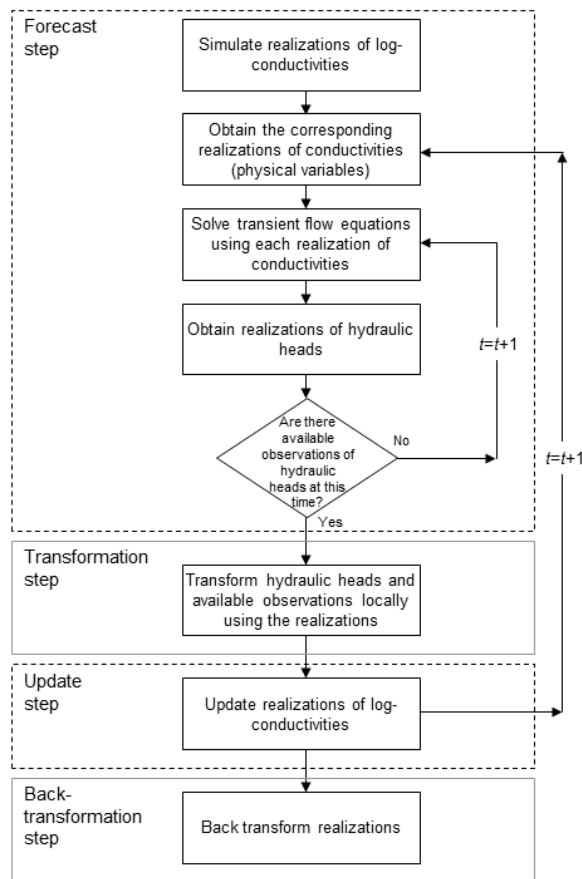 Forecast
step
Simulate realizations of log-
conductivities
Obtain the corresponding
realizations of conductivities
(physical variables)
Solve transient flow equations
using each realization of
conductivities
Obtain realizations of hydraulic
heads
t=t+1
Are there
available
observations of
hydraulic
heads at this
time?
No
t=t+1
Yes
Transformation
step
Transform hydraulic heads and
available observations locally
using the realizations
Update
step
Update realizations of log-
conductivities
Back-
transformation
step
Back transform realizations